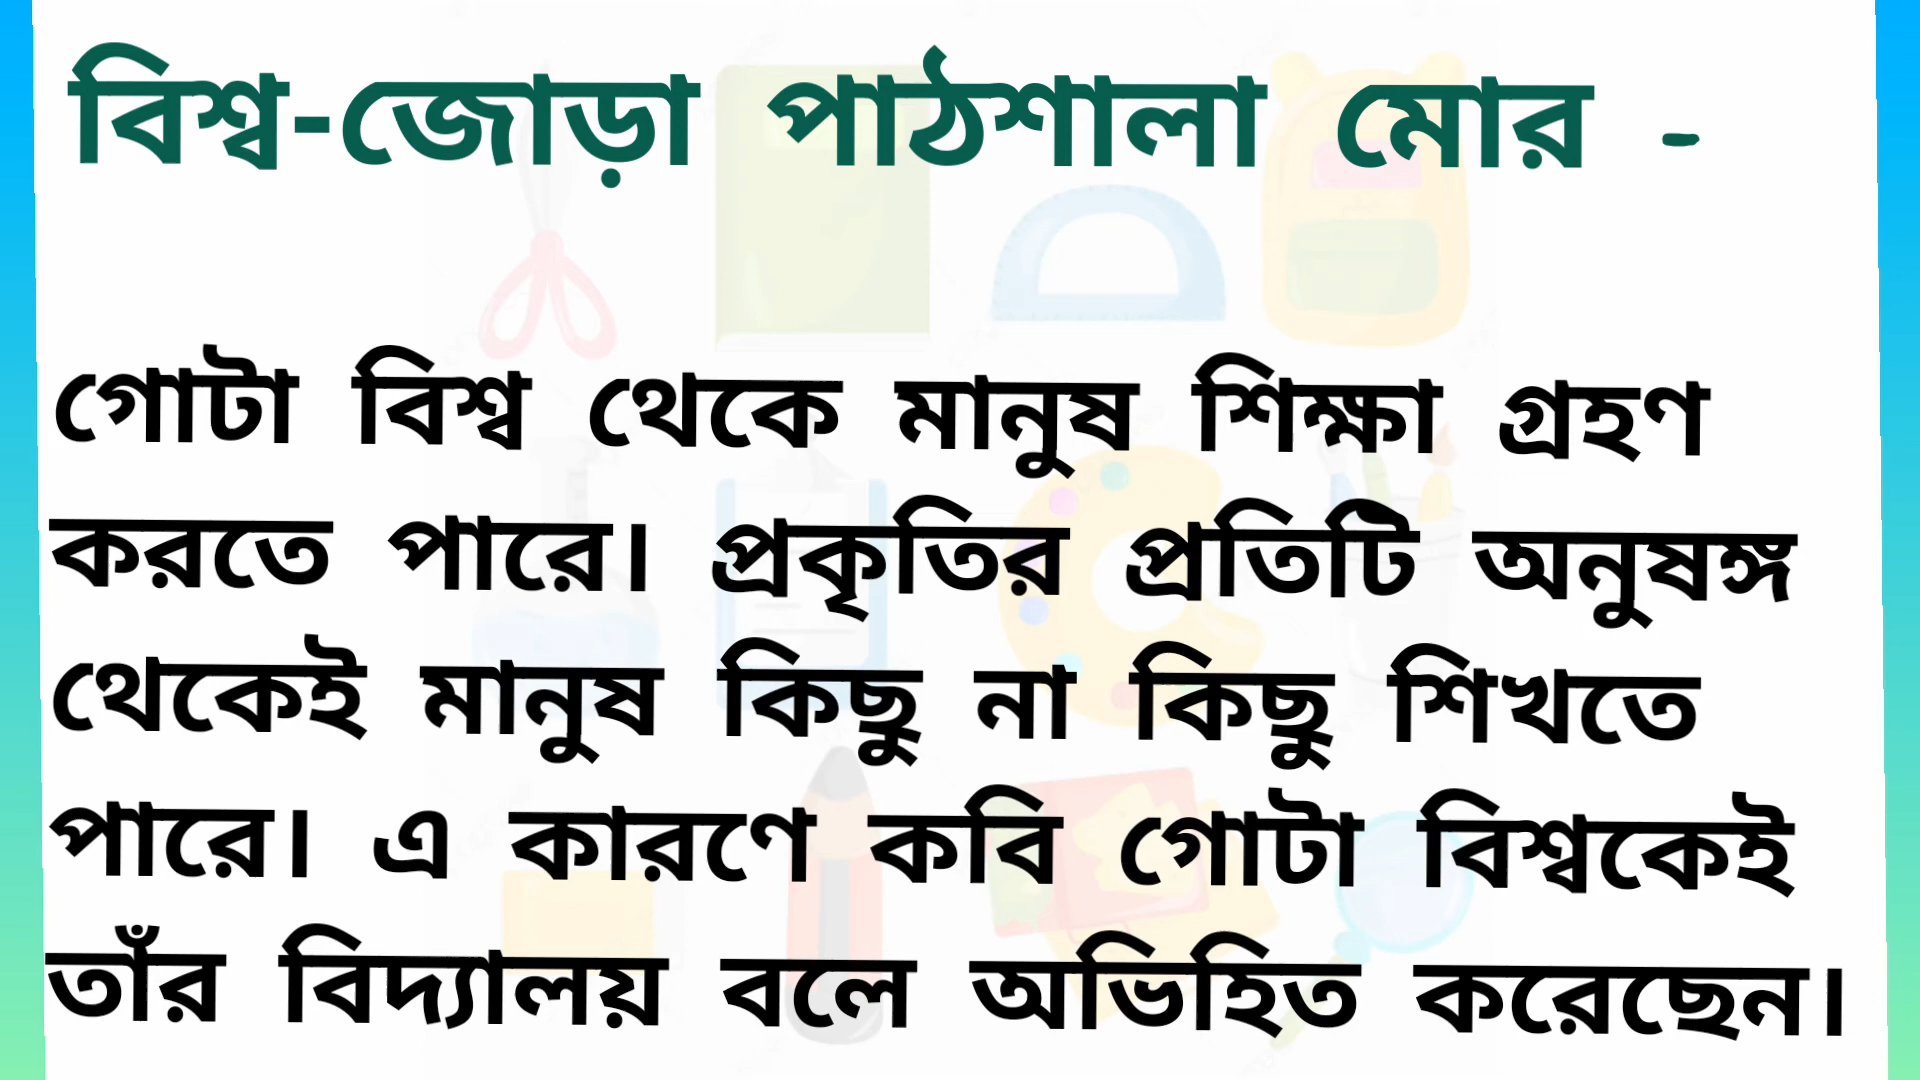 বিশ্ব-জোড়া পাঠশালা মোর -
গোটা বিশ্ব থেকে মানুষ শিক্ষা গ্রহণ
করতে পারে। প্রকৃতির প্রতিটি অনুষঙ্গ
থেকেই মানুষ কিছু না কিছু শিখতে
পারে। এ কারণে কবি গোটা বিশ্বকেই
তাঁর বিদ্যালয় বলে অভিহিত করেছেন।